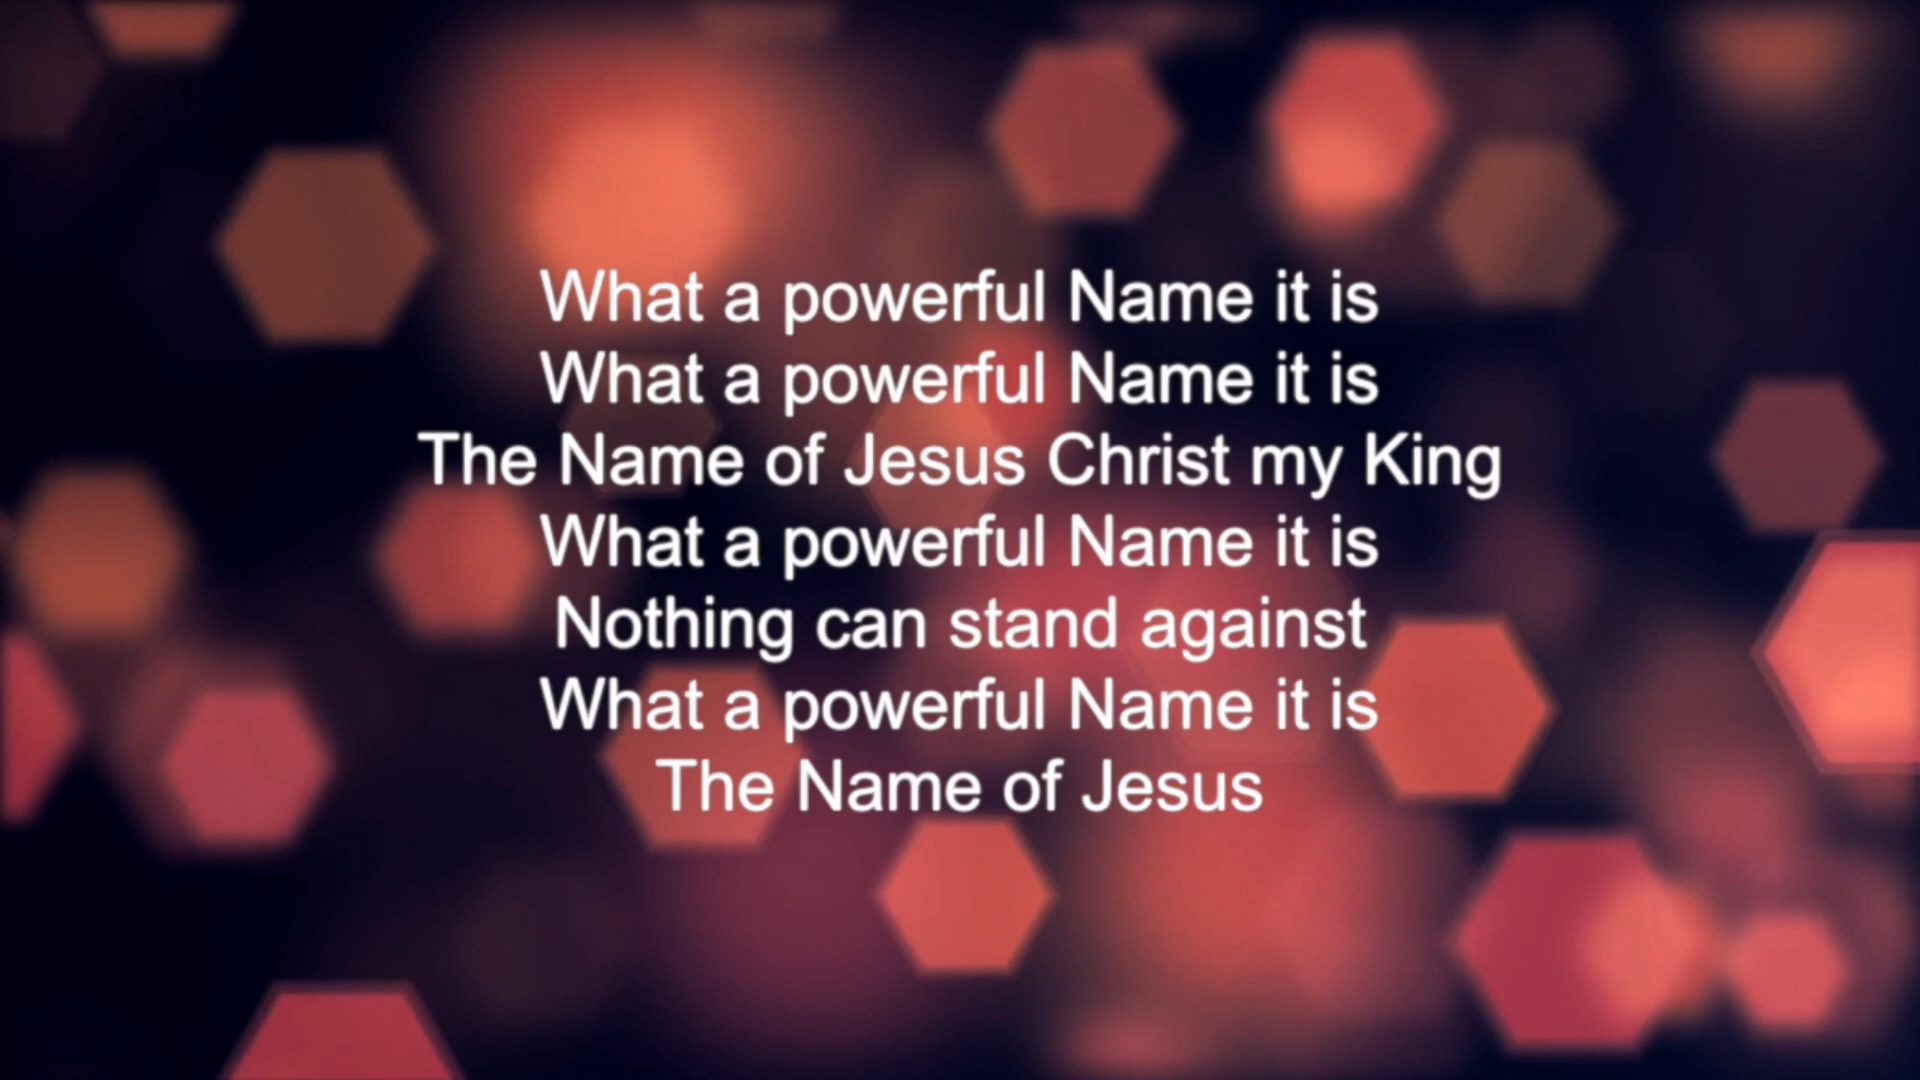 What a powerful Name it is
What a powerful Name it is
The Name of Jesus Christ my King
What a powerful Name it is
Nothing can stand against
What a powerful Name it is
The Name of Jesus